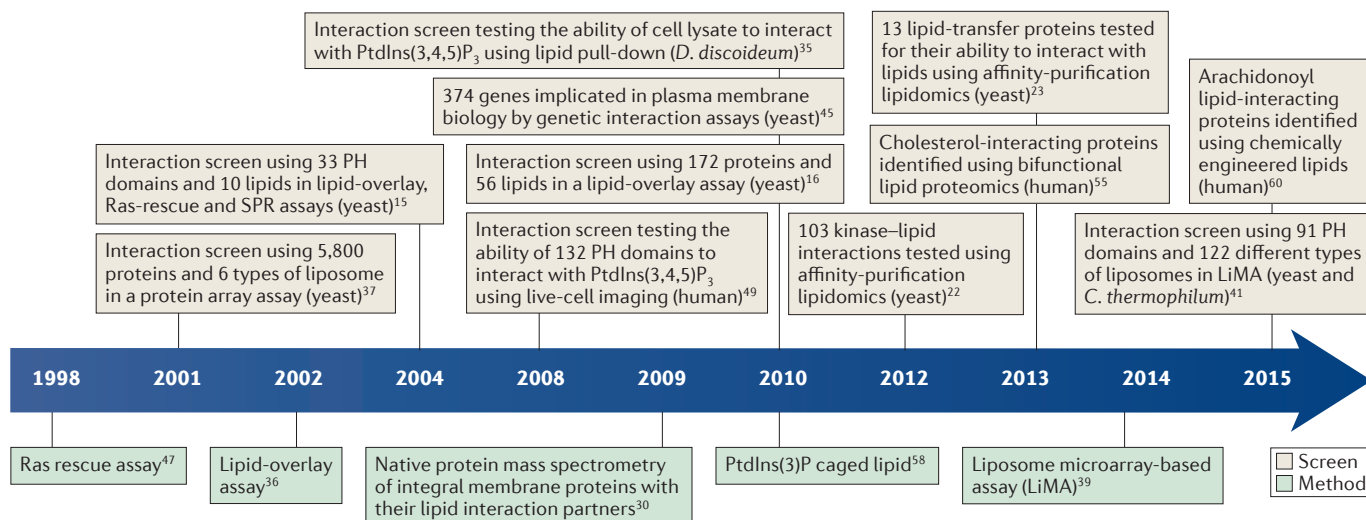 Interaction screen testing the ability of cell lysate to interact
with PtdIns(3,4,5)P₃ using lipid pull-down (D. discoideum)³⁵
374 genes implicated in plasma membrane
biology by genetic interaction assays (yeast)⁴⁵
Interaction screen using 33 PH
domains and 10 lipids in lipid-overlay,
Ras-rescue and SPR assays (yeast)¹⁵
Interaction screen using 172 proteins and
56 lipids in a lipid-overlay assay (yeast)¹⁶
Interaction screen using 5,800
proteins and 6 types of liposome
in a protein array assay (yeast)³⁷
Interaction screen testing the
ability of 132 PH domains to
interact with PtdIns(3,4,5)P₃
using live-cell imaging (human)⁴⁹
13 lipid-transfer proteins tested
for their ability to interact with
lipids using affinity-purification
lipidomics (yeast)²³
Cholesterol-interacting proteins
identified using bifunctional
lipid proteomics (human)⁵⁵
103 kinase–lipid
interactions tested using
affinity-purification
lipidomics (yeast)²²
Arachidonoyl
lipid-interacting
proteins identified
using chemically
engineered lipids
(human)⁶⁰
Interaction screen using 91 PH
domains and 122 different types
of liposomes in LiMA (yeast and
C. thermophilum)⁴¹
1998 2001 2002 2004 2008 2009 2010 2012 2013 2014 2015
Ras rescue assay⁴⁷
Lipid-overlay
assay³⁶
Native protein mass spectrometry
of integral membrane proteins with
their lipid interaction partners³⁰
PtdIns(3)P caged lipid⁵⁸
Liposome microarray-based
assay (LiMA)³⁹
Screen
Method